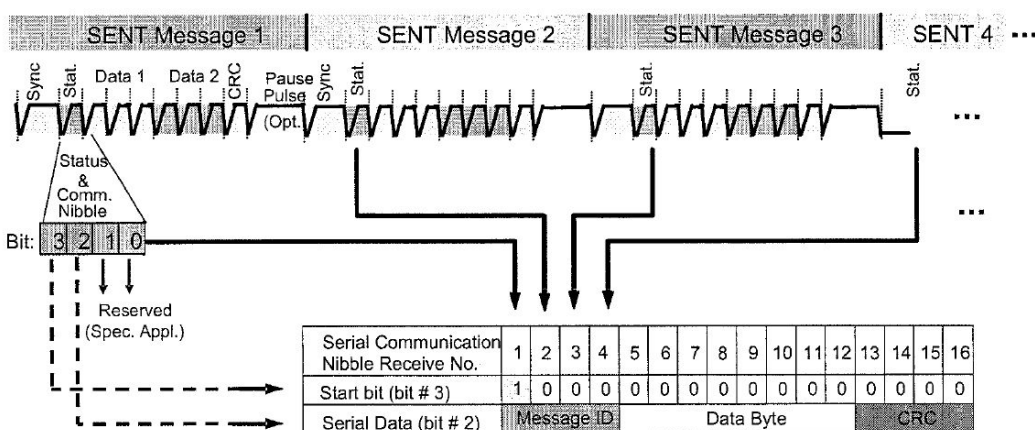 SENT Message 1 SENT Message 2 SENT Message 3 SENT 4 ...
Sync Stat. Data 1 Data 2 CRC Pause Pulse (Opt. Sync Stat. Stat. Stat.
...
Status
&
Comm.
Nibble
...
Bit: 3 2 1 0
Reserved
(Spec. Appl.)
Serial Communication
Nibble Receive No. 1 2 3 4 5 6 7 8 9 10 11 12 13 14 15 16
Start bit (bit # 3) 1 0 0 0 0 0 0 0 0 0 0 0 0 0 0 0
Serial Data (bit # 2) Message ID Data Byte CRC